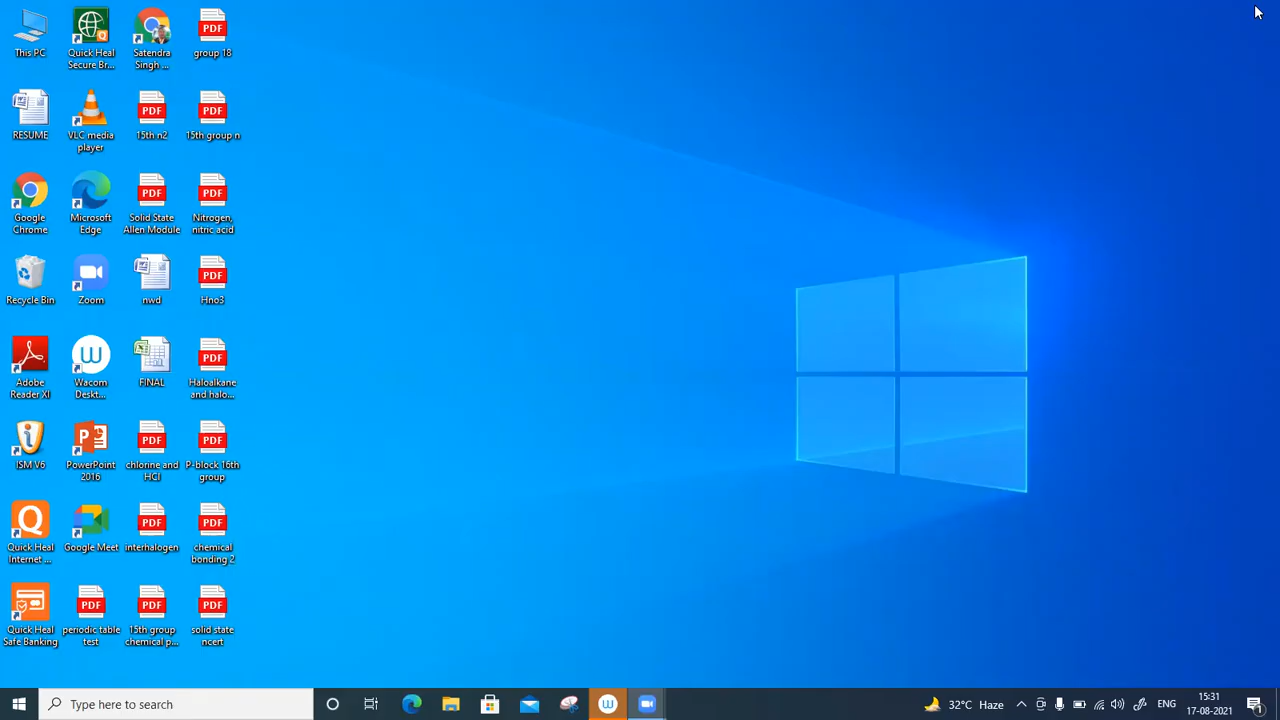 This PC
Quick Heal
Secure Br...
Satendra
Singh ...
PDF
group 18
RESUME
VLC media
player
PDF
15th n2
PDF
15th group n
Google
Chrome
Microsoft
Edge
PDF
Solid State
Allen Module
PDF
Nitrogen,
nitric acid
Recycle Bin
Zoom
nwd
PDF
Hno3
Adobe
Reader XI
W
Wacom
Deskt...
FINAL
PDF
Haloalkane
and halo...
ISM V6
PowerPoint
2016
PDF
chlorine and
HCl
PDF
P-block 16th
group
Quick Heal
Internet ...
Google Meet
PDF
interhalogen
PDF
chemical
bonding 2
Quick Heal
Safe Banking
PDF
periodic table
test
PDF
15th group
chemical p...
PDF
solid state
ncert
Type here to search
W
32°C Haze
ENG
15:31
17-08-2021